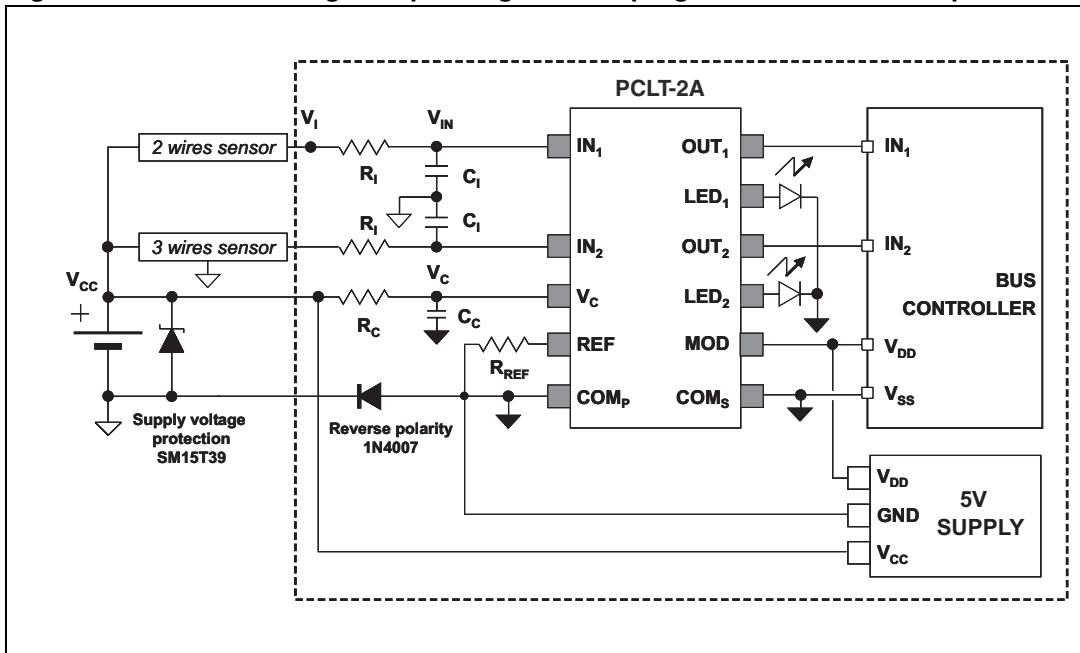 PCLT-2A
V_I
V_IN
2 wires sensor
R_I
C_I
IN_1
OUT_1
IN_1
LED_1
C_I
3 wires sensor
R_I
IN_2
OUT_2
IN_2
V_CC
+
V_C
R_C
C_C
V_C
LED_2
BUS
CONTROLLER
R_REF
REF
MOD
V_DD
COM_P
COM_S
V_SS
Supply voltage
protection
SM15T39
Reverse polarity
1N4007
V_DD
GND
V_CC
5V
SUPPLY